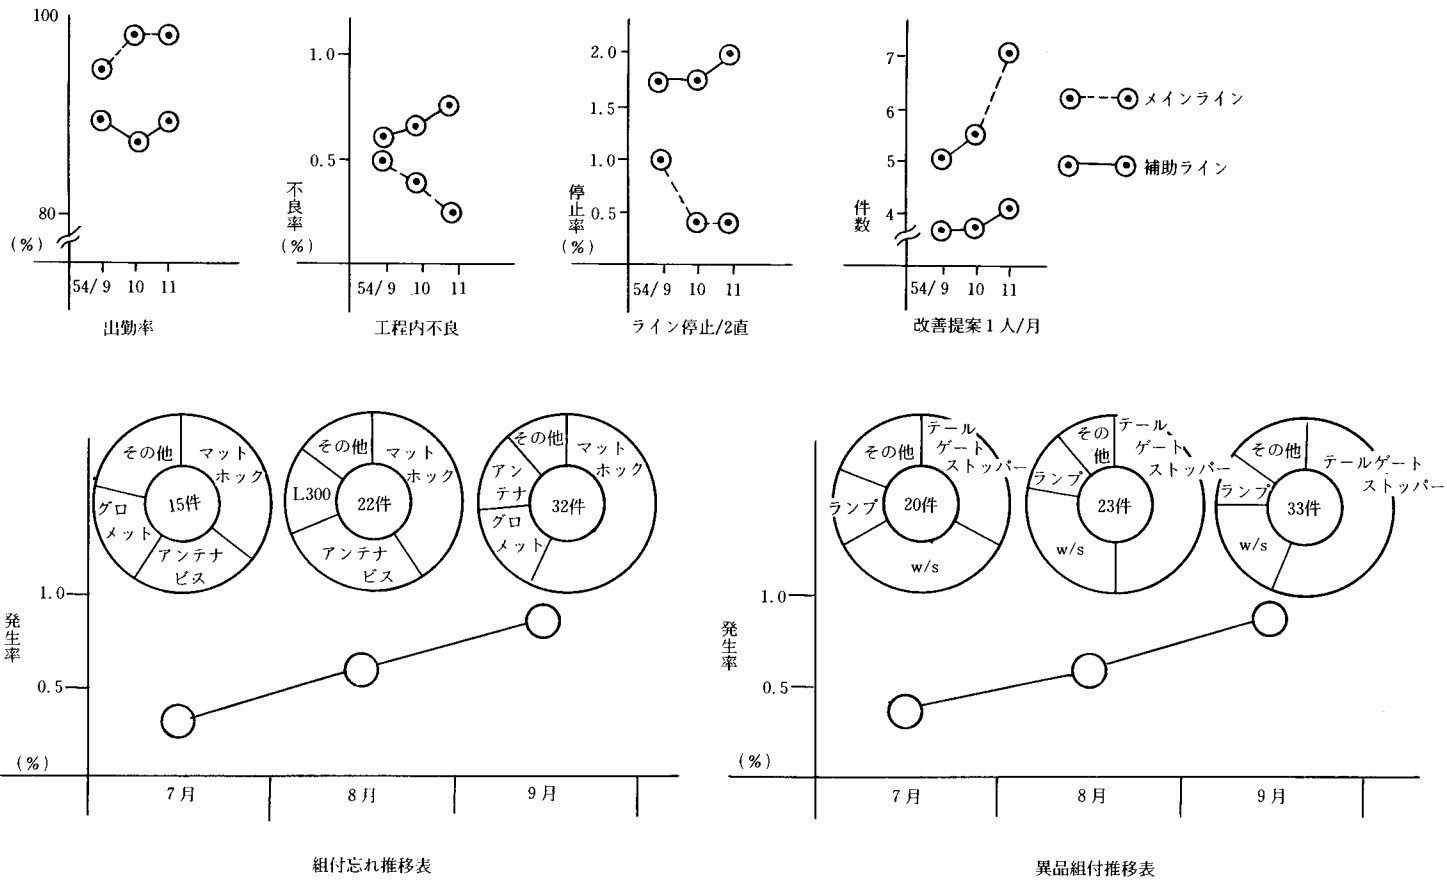 100
80
(%)
54/9 10 11
出勤率
1.0
0.5
不良率
(%)
54/9 10 11
工程内不良
2.0
1.5
1.0
0.5
停止率
(%)
54/9 10 11
ライン停止/2直
7
6
5
4
件数
54/9 10 11
改善提案1人/月
メインライン
補助ライン
その他
マット
ホック
15件
グロ
メット
アンテナ
ビス
その他
マット
ホック
L300
22件
アンテナ
ビス
その他
マット
ホック
アン
テナ
32件
グロ
メット
1.0
発生率
0.5
(%)
7月
8月
9月
組付忘れ推移表
その他
テール
ゲート
ストッパー
ランプ
20件
w/s
その
他
テール
ゲート
ストッパー
ランプ
23件
w/s
その他
テールゲート
ストッパー
ランプ
33件
w/s
1.0
発生率
0.5
(%)
7月
8月
9月
異品組付推移表